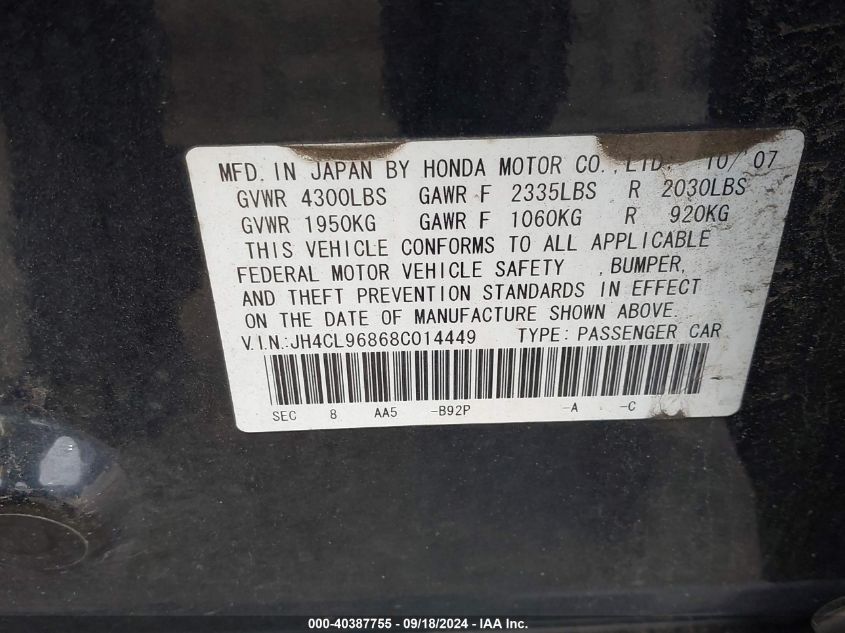 MFD. IN JAPAN BY HONDA MOTOR CO., LTD. 10/07
GVWR 4300LBS GAWR F 2335LBS R 2030LBS
GVWR 1950KG GAWR F 1060KG R 920KG
THIS VEHICLE CONFORMS TO ALL APPLICABLE
FEDERAL MOTOR VEHICLE SAFETY , BUMPER,
AND THEFT PREVENTION STANDARDS IN EFFECT
ON THE DATE OF MANUFACTURE SHOWN ABOVE.
V.I.N.:JH4CL96868C014449 TYPE: PASSENGER CAR
SEC 8 AA5 -B92P -A -C
000-40387755 - 09/18/2024 - IAA Inc.